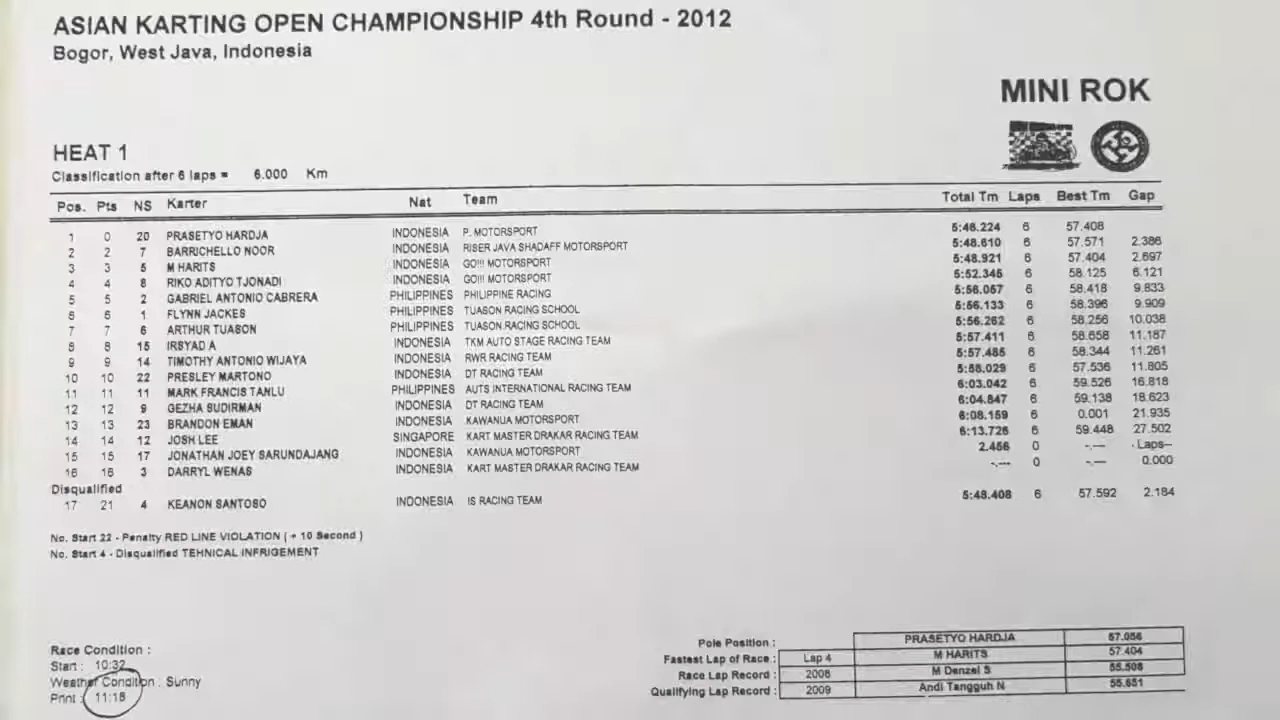 ASIAN KARTING OPEN CHAMPIONSHIP 4th Round - 2012
Bogor, West Java, Indonesia
MINI ROK
HEAT 1
Classification after 6 laps = 6.000 Km
Pos. Pts NS Karter Nat Team Total Tm Laps Best Tm Gap
1 0 20 PRASETYO HARDJA INDONESIA P. MOTORSPORT 5:46.224 6 57.408
2 2 7 BARRICHELLO NOOR INDONESIA RISER JAVA SHADAFF MOTORSPORT 5:48.610 6 57.571 2.386
3 3 5 M HARITS INDONESIA GO!!! MOTORSPORT 5:48.921 6 57.404 2.697
4 4 8 RIKO ADITYO TJONADI INDONESIA GO!!! MOTORSPORT 5:52.345 6 58.125 6.121
5 5 2 GABRIEL ANTONIO CABRERA PHILIPPINES PHILIPPINE RACING 5:56.057 6 58.418 9.833
6 6 1 FLYNN JACKES PHILIPPINES TUASON RACING SCHOOL 5:56.133 6 58.396 9.909
7 7 6 ARTHUR TUASON PHILIPPINES TUASON RACING SCHOOL 5:56.262 6 58.256 10.038
8 8 15 IRSYAD A INDONESIA TKM AUTO STAGE RACING TEAM 5:57.411 6 58.658 11.187
9 9 14 TIMOTHY ANTONIO WIJAYA INDONESIA RWR RACING TEAM 5:57.485 6 58.344 11.261
10 10 22 PRESLEY MARTONO INDONESIA DT RACING TEAM 5:58.029 6 57.536 11.805
11 11 11 MARK FRANCIS TANLU PHILIPPINES AUTS INTERNATIONAL RACING TEAM 6:03.042 6 59.526 16.818
12 12 9 GEZHA SUDIRMAN INDONESIA DT RACING TEAM 6:04.847 6 59.138 18.623
13 13 23 BRANDON EMAN INDONESIA KAWANUA MOTORSPORT 6:08.159 6 0.001 21.935
14 14 12 JOSH LEE SINGAPORE KART MASTER DRAKAR RACING TEAM 6:13.726 6 59.448 27.502
15 15 17 JONATHAN JOEY SARUNDAJANG INDONESIA KAWANUA MOTORSPORT 2.456 0 -.--- - Laps--
16 16 3 DARRYL WENAS INDONESIA KART MASTER DRAKAR RACING TEAM -.--- 0 -.--- 0.000
Disqualified
17 21 4 KEANON SANTOSO INDONESIA IS RACING TEAM 5:48.408 6 57.592 2.184
No. Start 22 - Penalty RED LINE VIOLATION ( + 10 Second )
No. Start 4 - Disqualified TEHNICAL INFRIGEMENT
Race Condition :
Start : 10:32
Weather Condition : Sunny
Print : 11:18
Pole Position : PRASETYO HARDJA 57.056
Fastest Lap of Race : Lap 4 M HARITS 57.404
Race Lap Record : 2008 M Denzel S 55.508
Qualifying Lap Record : 2009 Andi Tangguh N 55.651